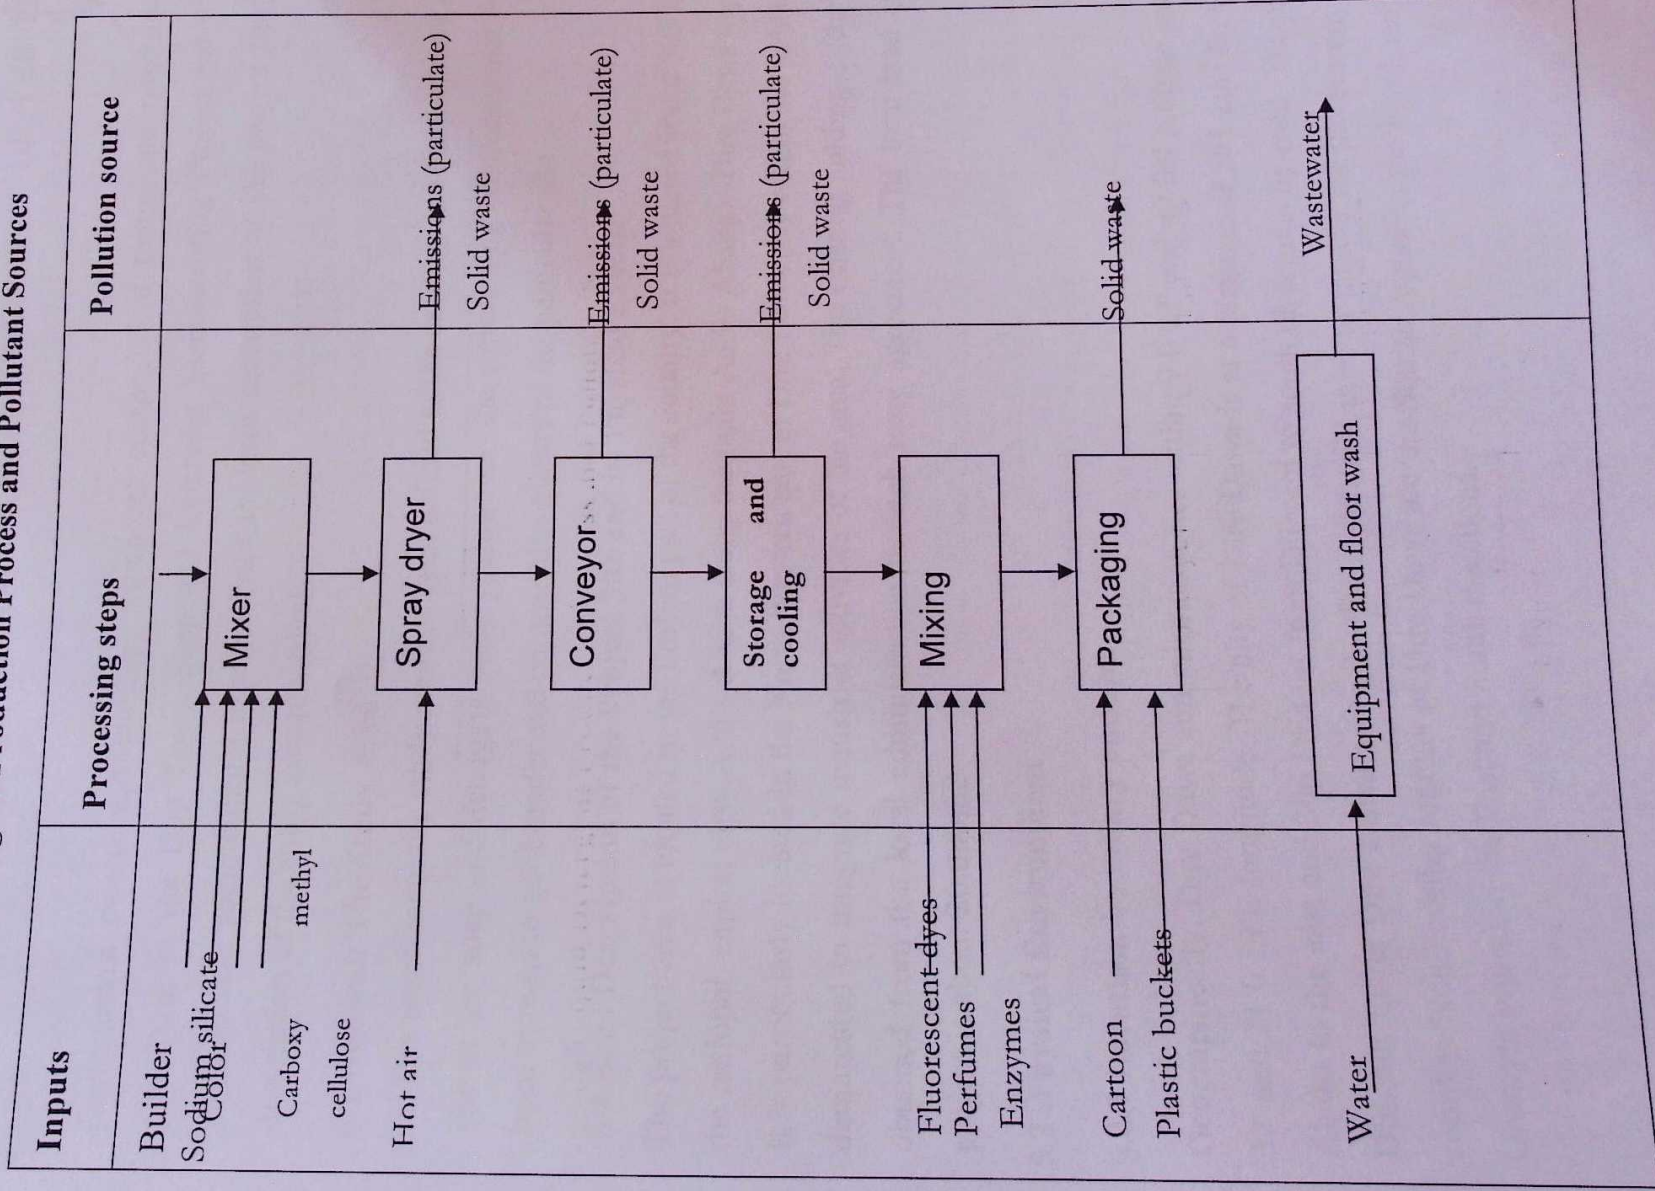 Production Process and Pollutant Sources
Inputs
Processing steps
Pollution source
Builder
Sodium silicate
Color
Carboxy methyl
cellulose
Mixer
Hot air
Spray dryer
Emissions (particulate)
Solid waste
Conveyor
Emissions (particulate)
Solid waste
Storage and
cooling
Emissions (particulate)
Solid waste
Fluorescent dyes
Perfumes
Enzymes
Mixing
Cartoon
Plastic buckets
Packaging
Solid waste
Water
Equipment and floor wash
Wastewater